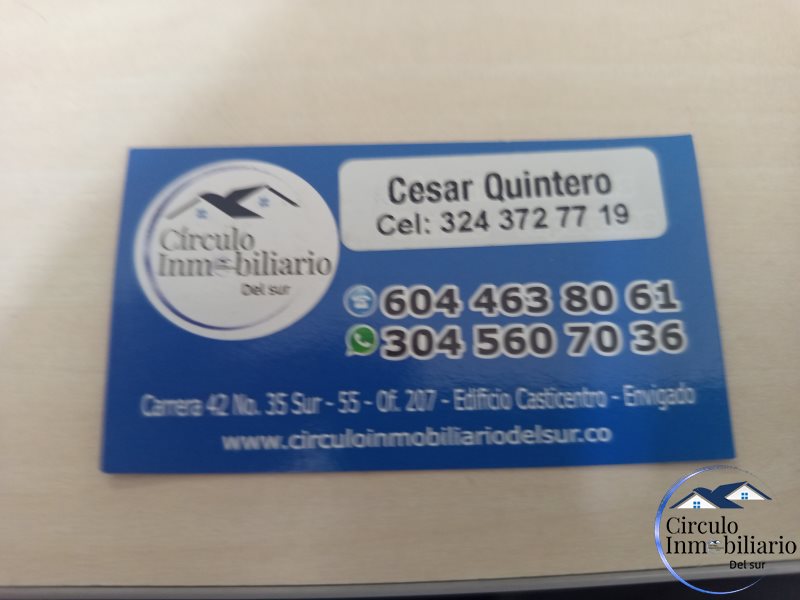 Círculo
Inmobiliario
Del sur
Cesar Quintero
Cel: 324 372 77 19
604 463 80 61
304 560 70 36
Carrera 42 No. 35 Sur - 55 - Of. 207 - Edificio Casticentro - Envigado
www.circuloinmobiliariodelsur.co
Circulo
Inmobiliario
Del sur